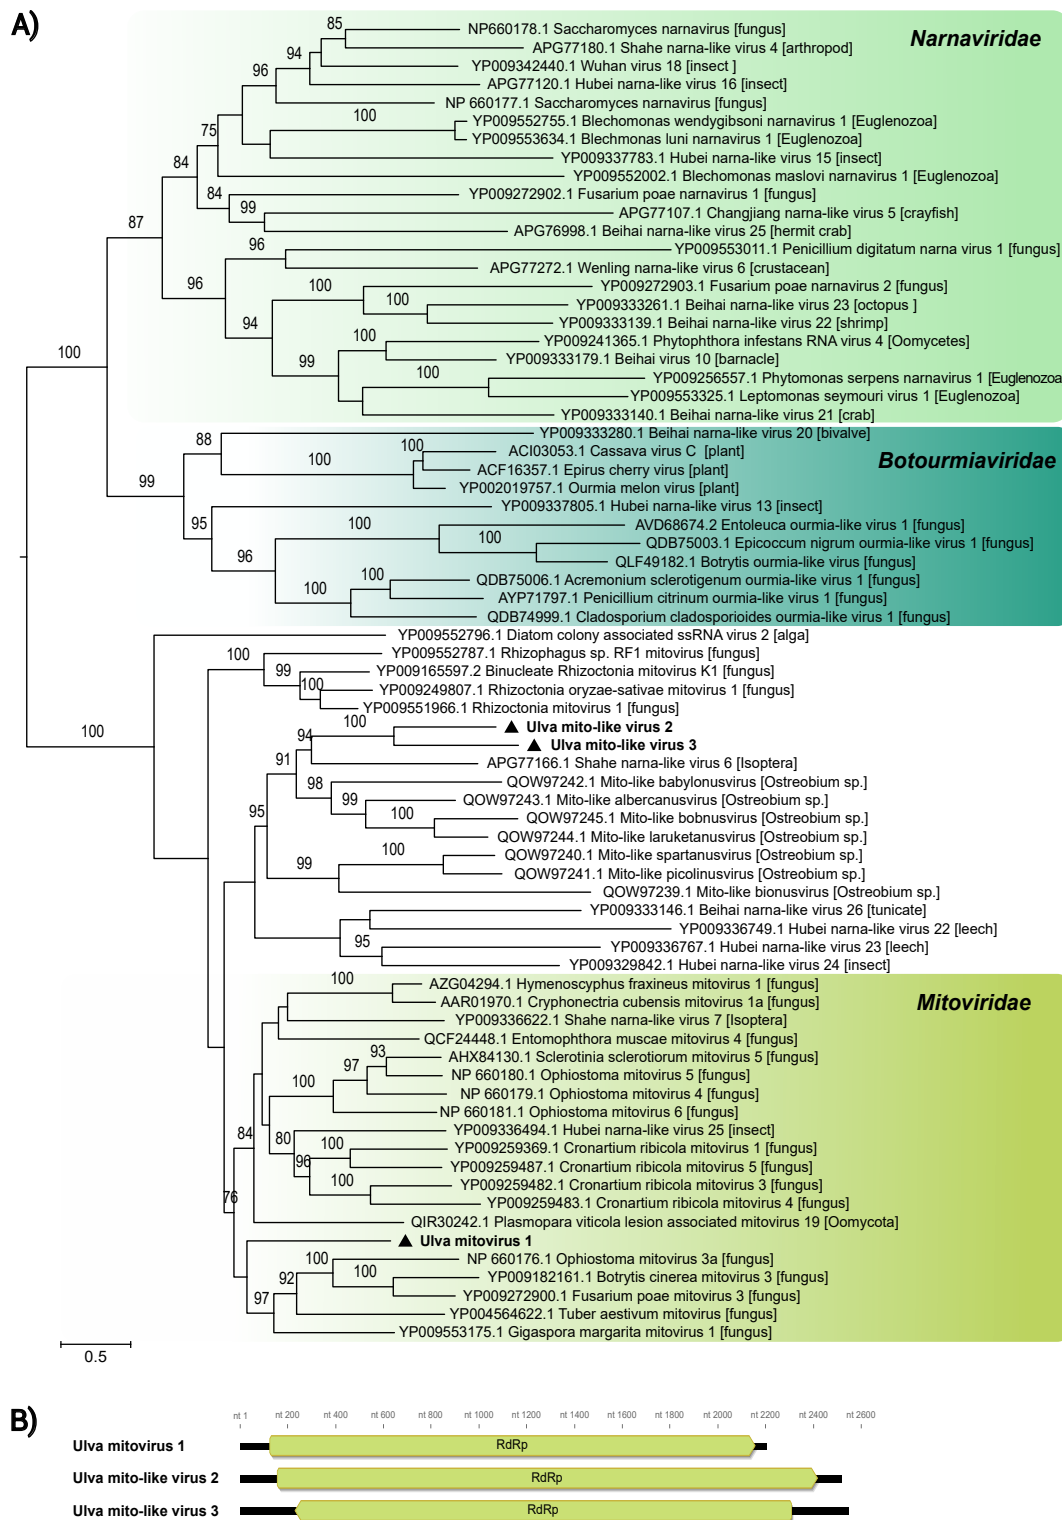 A)
Narnaviridae
85
NP660178.1 Saccharomyces narnavirus [fungus]
APG77180.1 Shahe narna-like virus 4 [arthropod]
94
YP009342440.1 Wuhan virus 18 [insect ]
96
APG77120.1 Hubei narna-like virus 16 [insect]
NP 660177.1 Saccharomyces narnavirus [fungus]
100
YP009552755.1 Blechomonas wendygibsoni narnavirus 1 [Euglenozoa]
75
YP009553634.1 Blechmonas luni narnavirus 1 [Euglenozoa]
YP009337783.1 Hubei narna-like virus 15 [insect]
84
YP009552002.1 Blechomonas maslovi narnavirus 1 [Euglenozoa]
84
YP009272902.1 Fusarium poae narnavirus 1 [fungus]
99
APG77107.1 Changjiang narna-like virus 5 [crayfish]
87
APG76998.1 Beihai narna-like virus 25 [hermit crab]
96
YP009553011.1 Penicillium digitatum narna virus 1 [fungus]
APG77272.1 Wenling narna-like virus 6 [crustacean]
96
100
YP009272903.1 Fusarium poae narnavirus 2 [fungus]
100
YP009333261.1 Beihai narna-like virus 23 [octopus ]
94
YP009333139.1 Beihai narna-like virus 22 [shrimp]
100
YP009241365.1 Phytophthora infestans RNA virus 4 [Oomycetes]
100
99
YP009333179.1 Beihai virus 10 [barnacle]
100
YP009256557.1 Phytomonas serpens narnavirus 1 [Euglenozoa
YP009553325.1 Leptomonas seymouri virus 1 [Euglenozoa]
YP009333140.1 Beihai narna-like virus 21 [crab]
Botourmiaviridae
88
YP009333280.1 Beihai narna-like virus 20 [bivalve]
100
ACI03053.1 Cassava virus C [plant]
100
ACF16357.1 Epirus cherry virus [plant]
99
YP002019757.1 Ourmia melon virus [plant]
YP009337805.1 Hubei narna-like virus 13 [insect]
95
100
AVD68674.2 Entoleuca ourmia-like virus 1 [fungus]
100
QDB75003.1 Epicoccum nigrum ourmia-like virus 1 [fungus]
96
QLF49182.1 Botrytis ourmia-like virus [fungus]
100
QDB75006.1 Acremonium sclerotigenum ourmia-like virus 1 [fungus]
100
AYP71797.1 Penicillium citrinum ourmia-like virus 1 [fungus]
QDB74999.1 Cladosporium cladosporioides ourmia-like virus 1 [fungus]
YP009552796.1 Diatom colony associated ssRNA virus 2 [alga]
100
YP009552787.1 Rhizophagus sp. RF1 mitovirus [fungus]
99
YP009165597.2 Binucleate Rhizoctonia mitovirus K1 [fungus]
100
YP009249807.1 Rhizoctonia oryzae-sativae mitovirus 1 [fungus]
YP009551966.1 Rhizoctonia mitovirus 1 [fungus]
100
100
Ulva mito-like virus 2
94
Ulva mito-like virus 3
91
APG77166.1 Shahe narna-like virus 6 [Isoptera]
98
QOW97242.1 Mito-like babylonusvirus [Ostreobium sp.]
99
QOW97243.1 Mito-like albercanusvirus [Ostreobium sp.]
95
100
QOW97245.1 Mito-like bobnusvirus [Ostreobium sp.]
QOW97244.1 Mito-like laruketanusvirus [Ostreobium sp.]
100
QOW97240.1 Mito-like spartanusvirus [Ostreobium sp.]
99
QOW97241.1 Mito-like picolinusvirus [Ostreobium sp.]
QOW97239.1 Mito-like bionusvirus [Ostreobium sp.]
YP009333146.1 Beihai narna-like virus 26 [tunicate]
YP009336749.1 Hubei narna-like virus 22 [leech]
95
YP009336767.1 Hubei narna-like virus 23 [leech]
YP009329842.1 Hubei narna-like virus 24 [insect]
Mitoviridae
100
AZG04294.1 Hymenoscyphus fraxineus mitovirus 1 [fungus]
AAR01970.1 Cryphonectria cubensis mitovirus 1a [fungus]
YP009336622.1 Shahe narna-like virus 7 [Isoptera]
QCF24448.1 Entomophthora muscae mitovirus 4 [fungus]
93
AHX84130.1 Sclerotinia sclerotiorum mitovirus 5 [fungus]
97
NP 660180.1 Ophiostoma mitovirus 5 [fungus]
100
NP 660179.1 Ophiostoma mitovirus 4 [fungus]
NP 660181.1 Ophiostoma mitovirus 6 [fungus]
84
80
YP009336494.1 Hubei narna-like virus 25 [insect]
100
YP009259369.1 Cronartium ribicola mitovirus 1 [fungus]
96
YP009259487.1 Cronartium ribicola mitovirus 5 [fungus]
100
YP009259482.1 Cronartium ribicola mitovirus 3 [fungus]
76
YP009259483.1 Cronartium ribicola mitovirus 4 [fungus]
QIR30242.1 Plasmopara viticola lesion associated mitovirus 19 [Oomycota]
Ulva mitovirus 1
100
NP 660176.1 Ophiostoma mitovirus 3a [fungus]
92
100
YP009182161.1 Botrytis cinerea mitovirus 3 [fungus]
97
YP009272900.1 Fusarium poae mitovirus 3 [fungus]
YP004564622.1 Tuber aestivum mitovirus [fungus]
YP009553175.1 Gigaspora margarita mitovirus 1 [fungus]
0.5
B)
nt 1 nt 200 nt 400 nt 600 nt 800 nt 1000 nt 1200 nt 1400 nt 1600 nt 1800 nt 2000 nt 2200 nt 2400 nt 2600
Ulva mitovirus 1 RdRp
Ulva mito-like virus 2 RdRp
Ulva mito-like virus 3 RdRp